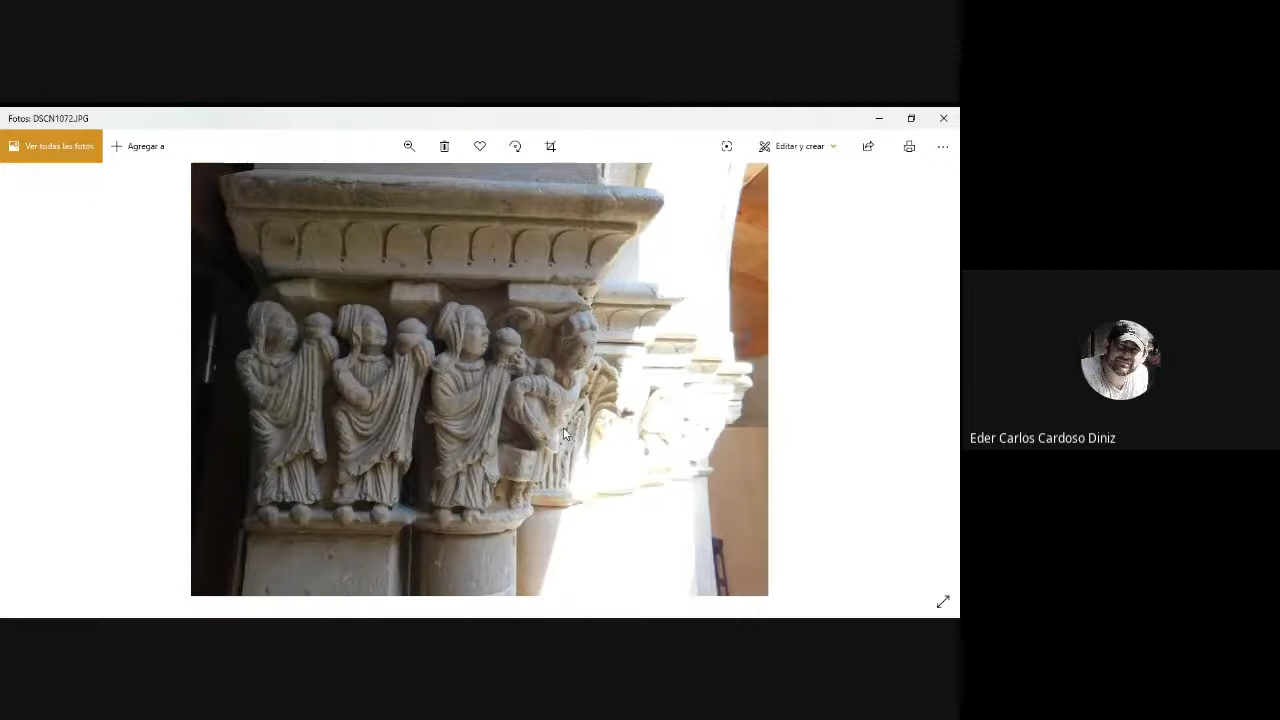 Fotos: DSCN1072.JPG
Ver todas las fotos
Agregar a
Editar y crear
Eder Carlos Cardoso Diniz